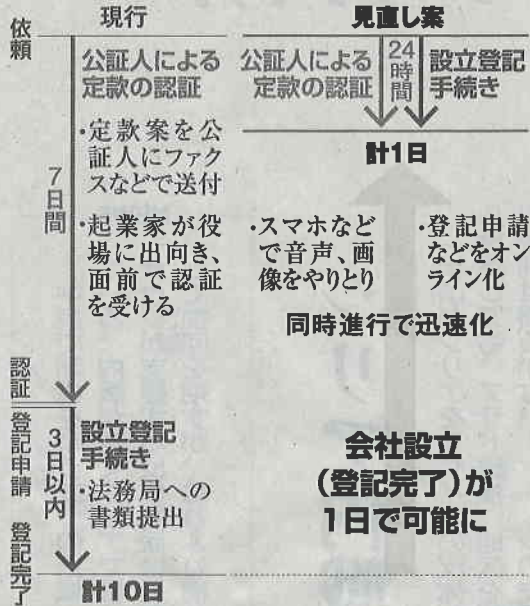 現行
依頼
公証人による
定款の認証
・定款案を公
証人にファク
スなどで送付
7日間
・起業家が役
場に出向き、
面前で認証
を受ける
認証
登記申請
3日以内
設立登記
手続き
・法務局への
書類提出
登記完了
計10日
見直し案
公証人による
定款の認証
24時間
設立登記
手続き
計1日
・スマホなど
で音声、画
像をやりとり
・登記申請
などをオン
ライン化
同時進行で迅速化
会社設立
(登記完了)が
1日で可能に